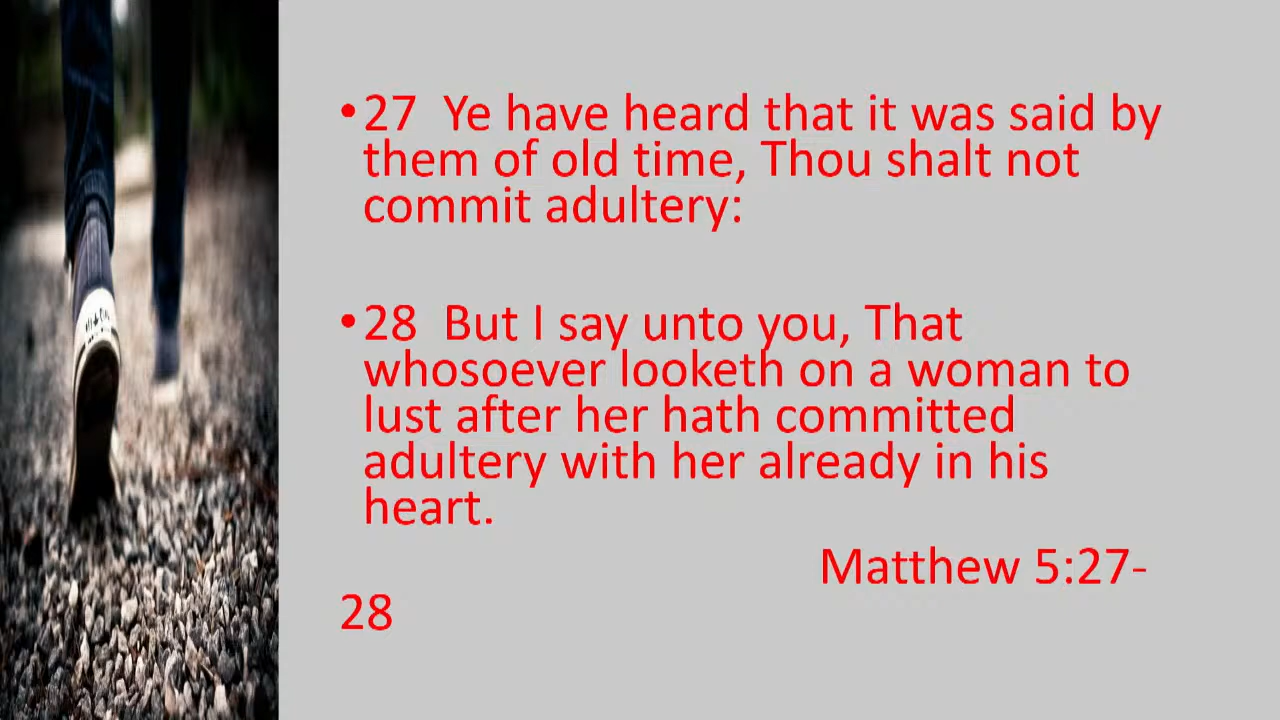 •27  Ye have heard that it was said by
them of old time, Thou shalt not
commit adultery:
•28  But I say unto you, That
whosoever looketh on a woman to
lust after her hath committed
adultery with her already in his
heart.
Matthew 5:27-
28